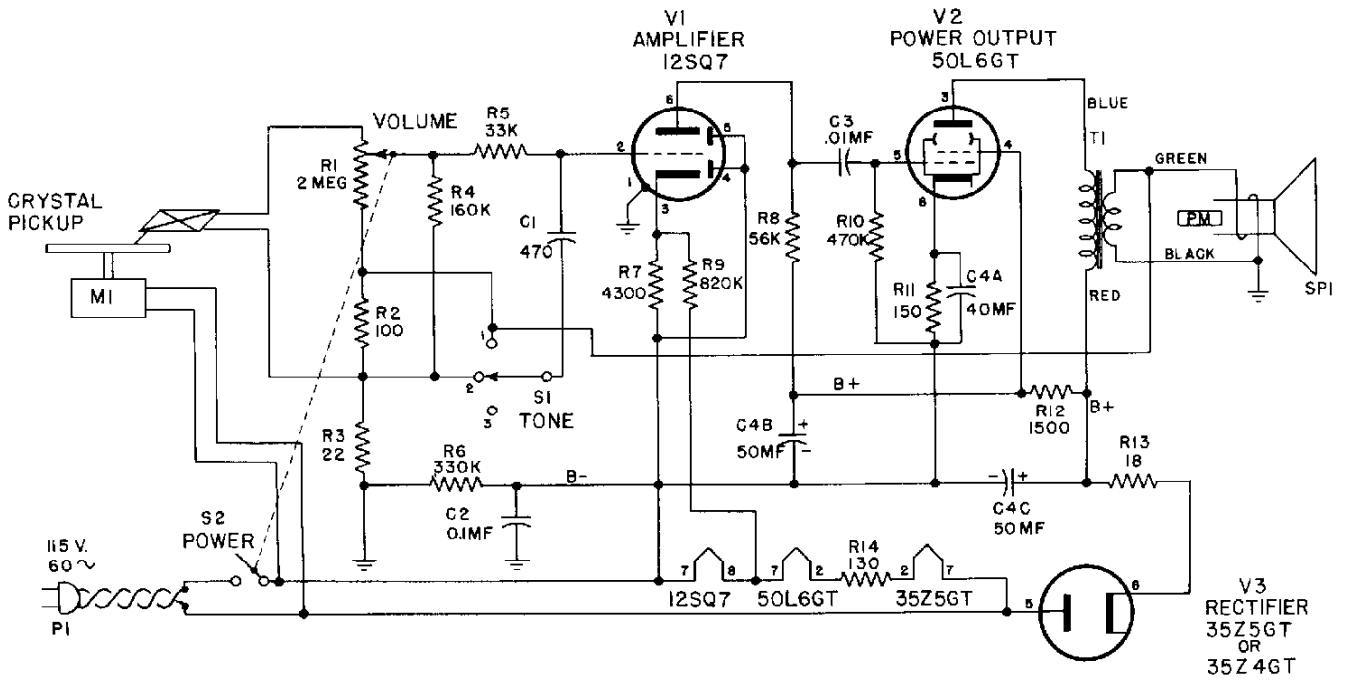 V1
AMPLIFIER
12SQ7
V2
POWER OUTPUT
50L6GT
VOLUME
R5
33K
R1
2 MEG
R4
160K
C1
470
CRYSTAL
PICKUP
M1
R2
100
R3
22
1
2
3
S1
TONE
R6
330K
B-
C2
0.1MF
6
5
2
4
1
3
R7
4300
R9
820K
R8
56K
C3
.01MF
3
5
4
8
R10
470K
R11
150
C4A
40MF
BLUE
T1
RED
GREEN
BLACK
PM
SP1
B+
R12
1500
B+
C4B
50MF
+
-
- +
C4C
50MF
R13
18
S2
POWER
115 V.
60~
P1
7 8
12SQ7
7 2
50L6GT
R14
130
2 7
35Z5GT
5
8
V3
RECTIFIER
35Z5GT
OR
35Z4GT